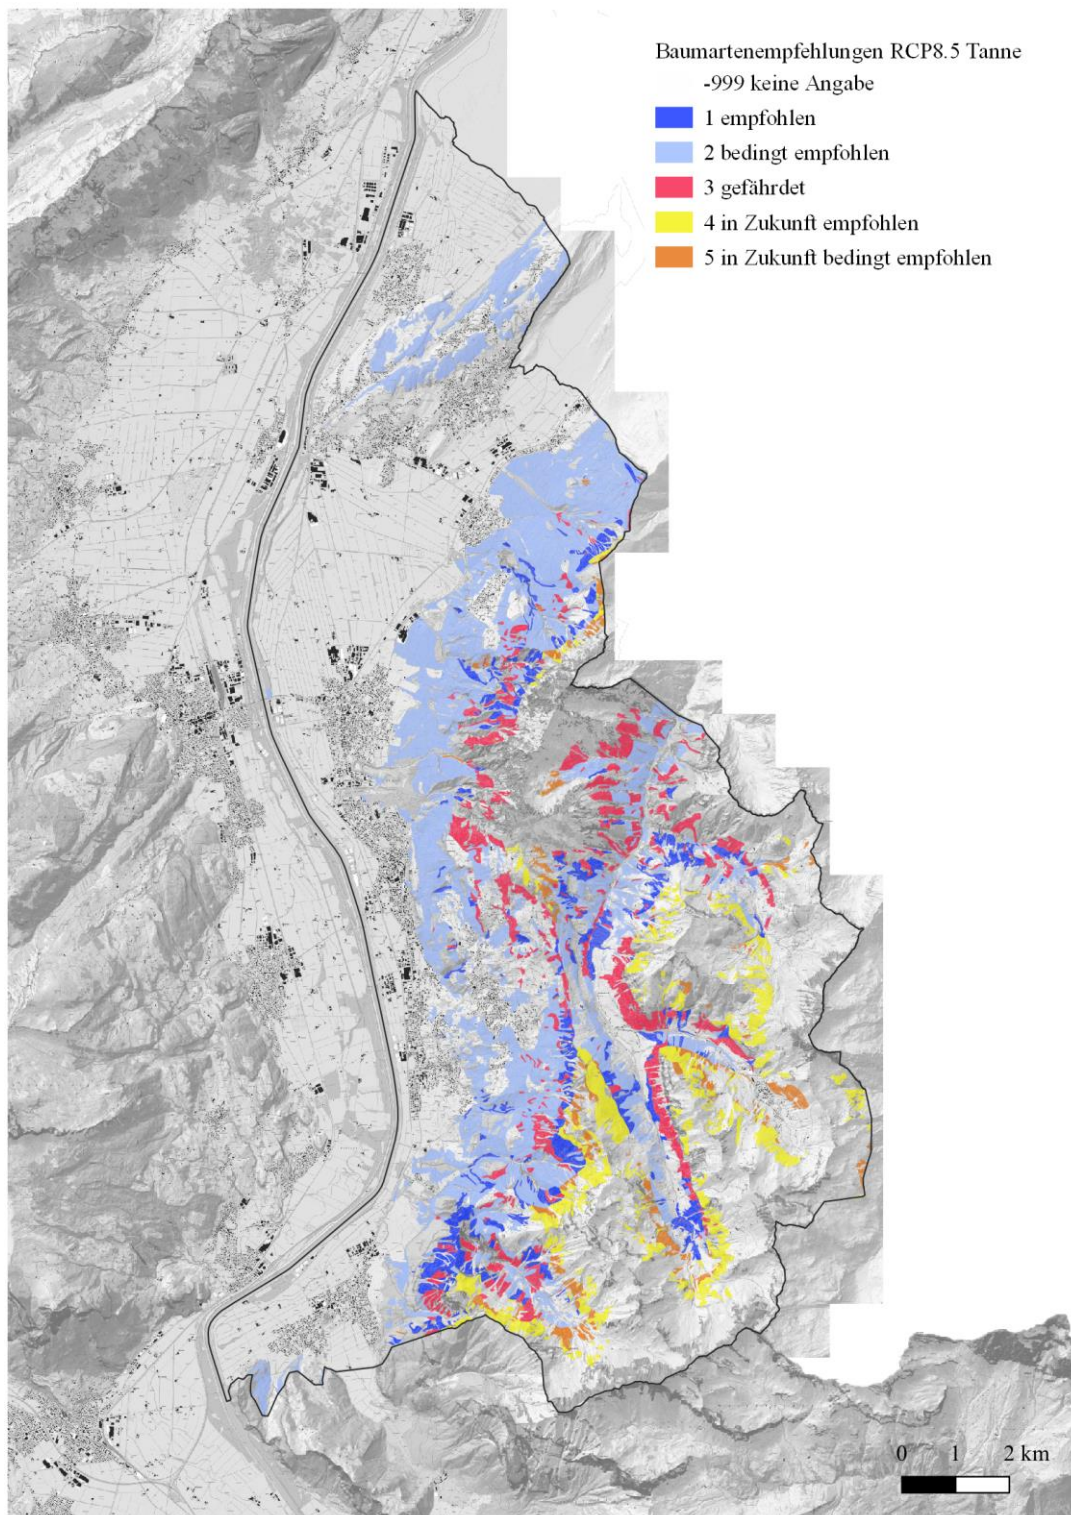 Baumartenempfehlungen RCP8.5 Tanne
-999 keine Angabe
1 empfohlen
2 bedingt empfohlen
3 gefährdet
4 in Zukunft empfohlen
5 in Zukunft bedingt empfohlen
0 1 2 km